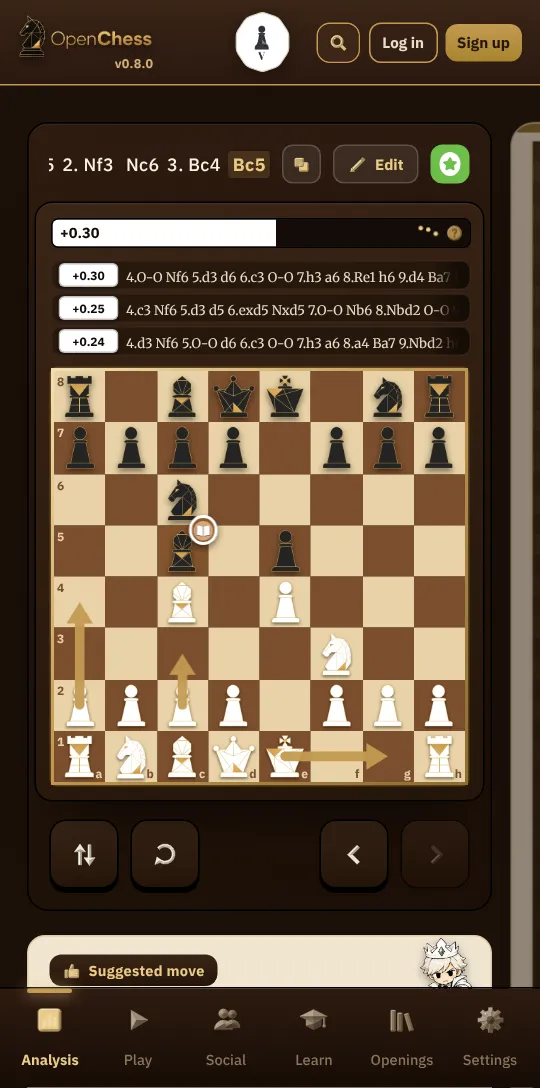 OpenChess
v0.8.0
V
Log in
Sign up
5 2. Nf3 Nc6 3. Bc4 Bc5
Edit
+0.30
?
+0.30 4.O-O Nf6 5.d3 d6 6.c3 O-O 7.h3 a6 8.Re1 h6 9.d4 Ba7
+0.25 4.c3 Nf6 5.d3 d5 6.exd5 Nxd5 7.O-O Nb6 8.Nbd2 O-O
+0.24 4.d3 Nf6 5.O-O d6 6.c3 O-O 7.h3 a6 8.a4 Ba7 9.Nbd2 h6
8
7
6
5
4
3
2
1 a b c d e f g h
Suggested move
Analysis
Play
Social
Learn
Openings
Settings